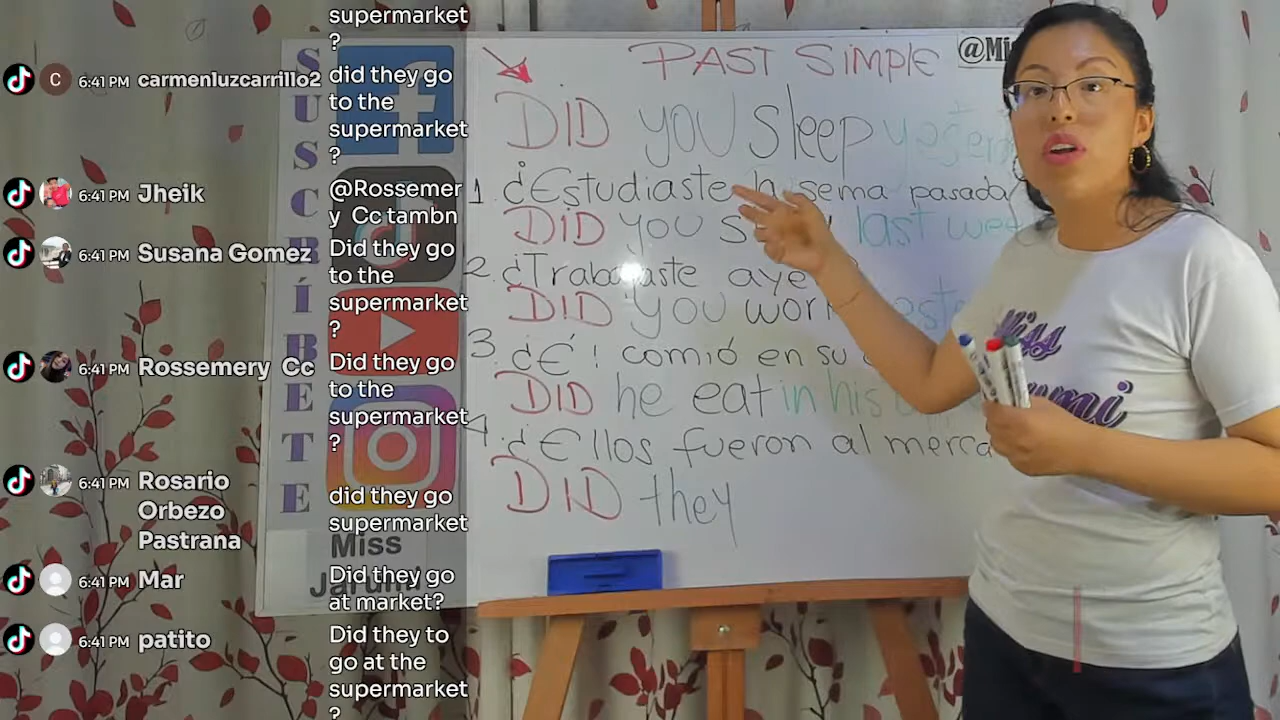 supermarket
?
6:41 PM carmenluzcarrillo2 did they go
to the
supermarket
?
6:41 PM Jheik @Rossemer
y Cc tambn
6:41 PM Susana Gomez Did they go
to the
supermarket
?
6:41 PM Rossemery Cc Did they go
to the
supermarket
?
6:41 PM Rosario
Orbezo
Pastrana
did they go
supermarket
6:41 PM Mar Did they go
at market?
6:41 PM patito Did they to
go at the
supermarket
?
C
SUSCRÍBETE
Miss
PAST SiMPLE
@Mi
DiD you Sleep
1. ¿Estudiaste sema pasada
DiD you last
2. ¿Trabajaste
DiD you
3. ¿Él comió en su
DiD he eat in his
4. ¿Ellos fueron al
DiD they